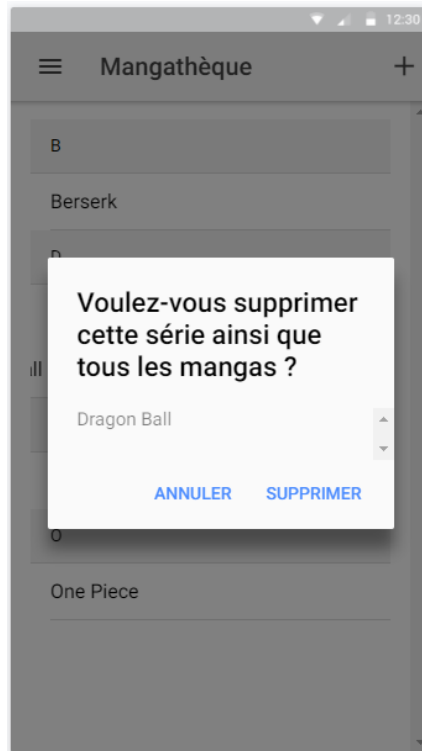 12:30
Mangathèque
B
Berserk
D
Voulez-vous supprimer
cette série ainsi que
tous les mangas ?
Dragon Ball
ANNULER SUPPRIMER
O
One Piece